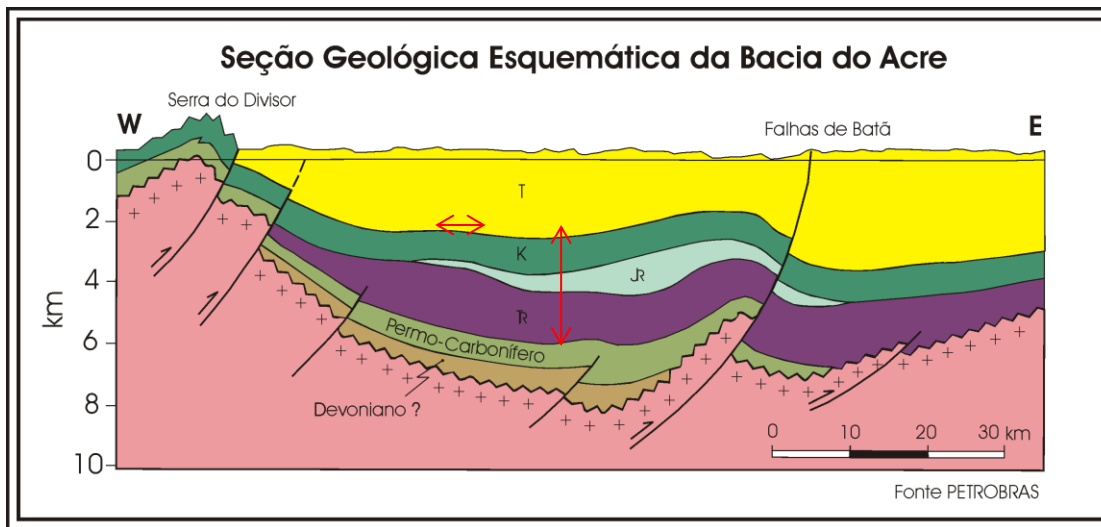 Seção Geológica Esquemática da Bacia do Acre
Serra do Divisor
W
Falhas de Batã
E
0
2
4
6
8
10
km
T
K
JR
TR
Permo-Carbonífero
Devoniano ?
0 10 20 30 km
Fonte PETROBRAS